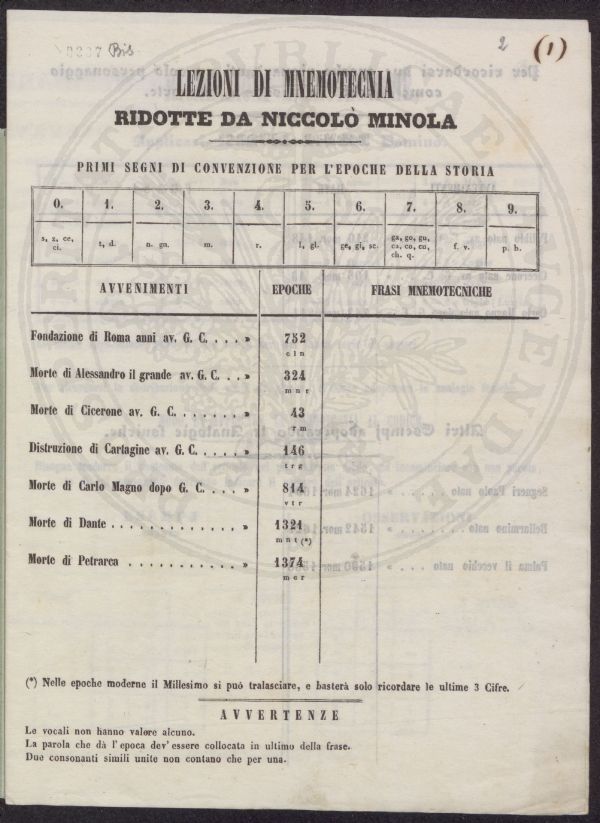 Bis
2
(1)
LEZIONI DI MNEMOTECNIA
RIDOTTE DA NICCOLÒ MINOLA
PRIMI SEGNI DI CONVENZIONE PER L'EPOCHE DELLA STORIA
0. 1. 2. 3. 4. 5. 6. 7. 8. 9.
s, z, ce, ci. t, d. n. gn. m. r. l, gl. ge, gi, sc. ga, go, gu, ca, co, cu, ch. q. f. v. p. b.
AVVENIMENTI EPOCHE FRASI MNEMOTECNICHE
Fondazione di Roma anni av. G. C. . . . . » 752
c l n
Morte di Alessandro il grande av. G. C. . . » 324
m n r
Morte di Cicerone av. G. C. . . . . . . . » 43
r m
Distruzione di Cartagine av. G. C. . . . . » 146
t r g
Morte di Carlo Magno dopo G. C. . . . . » 814
v t r
Morte di Dante . . . . . . . . . . . . . » 1321
m n t (*)
Morte di Petrarca . . . . . . . . . . . » 1374
m c r
(*) Nelle epoche moderne il Millesimo si può tralasciare, e basterà solo ricordare le ultime 3 Cifre.
AVVERTENZE
Le vocali non hanno valore alcuno.
La parola che dà l'epoca dev'essere collocata in ultimo della frase.
Due consonanti simili unite non contano che per una.